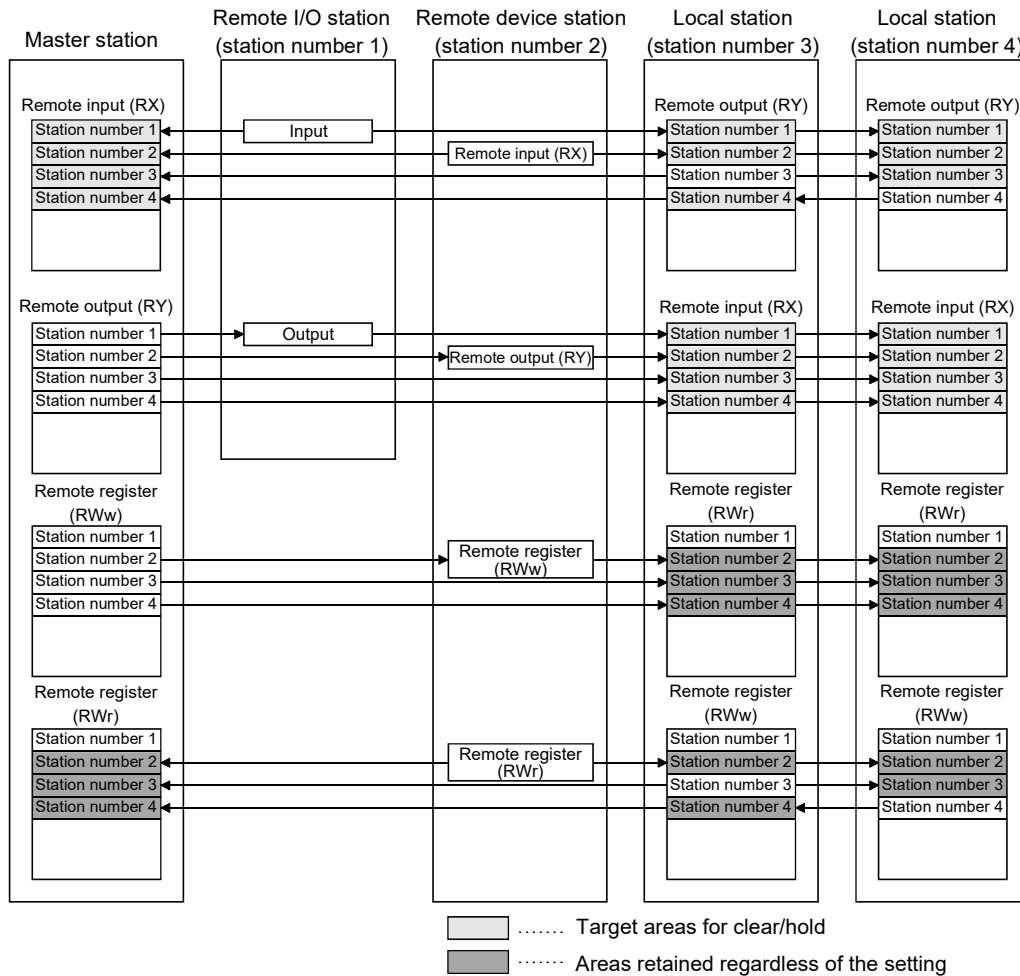 Master station
Remote I/O station
(station number 1)
Remote device station
(station number 2)
Local station
(station number 3)
Local station
(station number 4)
Remote input (RX)
Station number 1
Station number 2
Station number 3
Station number 4
Input
Remote input (RX)
Remote output (RY)
Station number 1
Station number 2
Station number 3
Station number 4
Remote output (RY)
Station number 1
Station number 2
Station number 3
Station number 4
Remote output (RY)
Station number 1
Station number 2
Station number 3
Station number 4
Output
Remote output (RY)
Remote input (RX)
Station number 1
Station number 2
Station number 3
Station number 4
Remote input (RX)
Station number 1
Station number 2
Station number 3
Station number 4
Remote register
(RWw)
Station number 1
Station number 2
Station number 3
Station number 4
Remote register
(RWw)
Remote register
(RWr)
Station number 1
Station number 2
Station number 3
Station number 4
Remote register
(RWr)
Station number 1
Station number 2
Station number 3
Station number 4
Remote register
(RWr)
Station number 1
Station number 2
Station number 3
Station number 4
Remote register
(RWr)
Remote register
(RWw)
Station number 1
Station number 2
Station number 3
Station number 4
Remote register
(RWw)
Station number 1
Station number 2
Station number 3
Station number 4
...... Target areas for clear/hold
...... Areas retained regardless of the setting